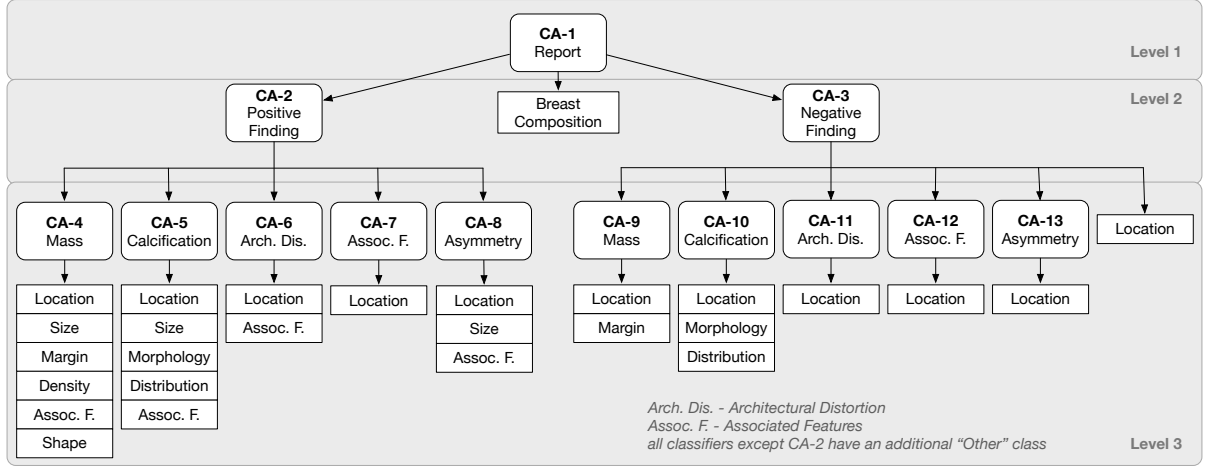 CA-1
Report
Level 1
CA-2
Positive
Finding
Breast
Composition
CA-3
Negative
Finding
Level 2
CA-4
Mass
CA-5
Calcification
CA-6
Arch. Dis.
CA-7
Assoc. F.
CA-8
Asymmetry
CA-9
Mass
CA-10
Calcification
CA-11
Arch. Dis.
CA-12
Assoc. F.
CA-13
Asymmetry
Location
Location
Size
Margin
Density
Assoc. F.
Shape
Location
Size
Morphology
Distribution
Assoc. F.
Location
Assoc. F.
Location
Location
Size
Assoc. F.
Location
Margin
Location
Morphology
Distribution
Location
Location
Location
Arch. Dis. - Architectural Distortion
Assoc. F. - Associated Features
all classifiers except CA-2 have an additional “Other” class
Level 3